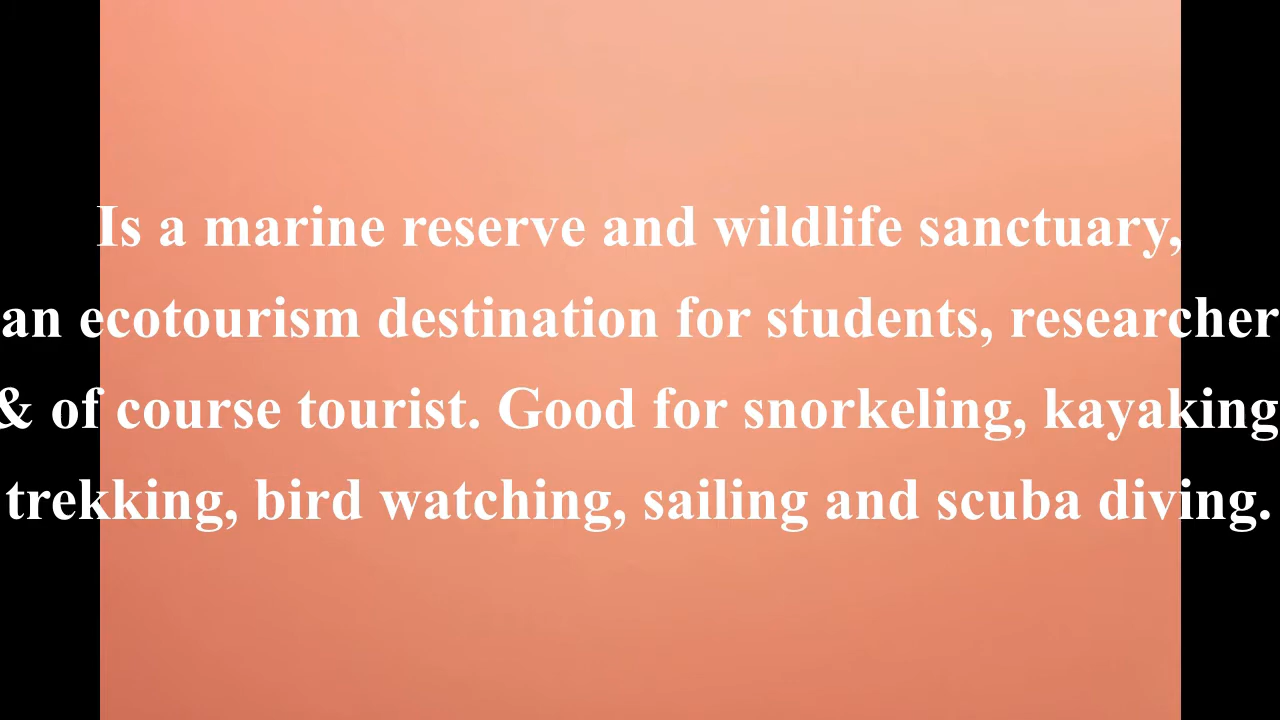 Is a marine reserve and wildlife sanctuary,
an ecotourism destination for students, researcher
& of course tourist. Good for snorkeling, kayaking
trekking, bird watching, sailing and scuba diving.